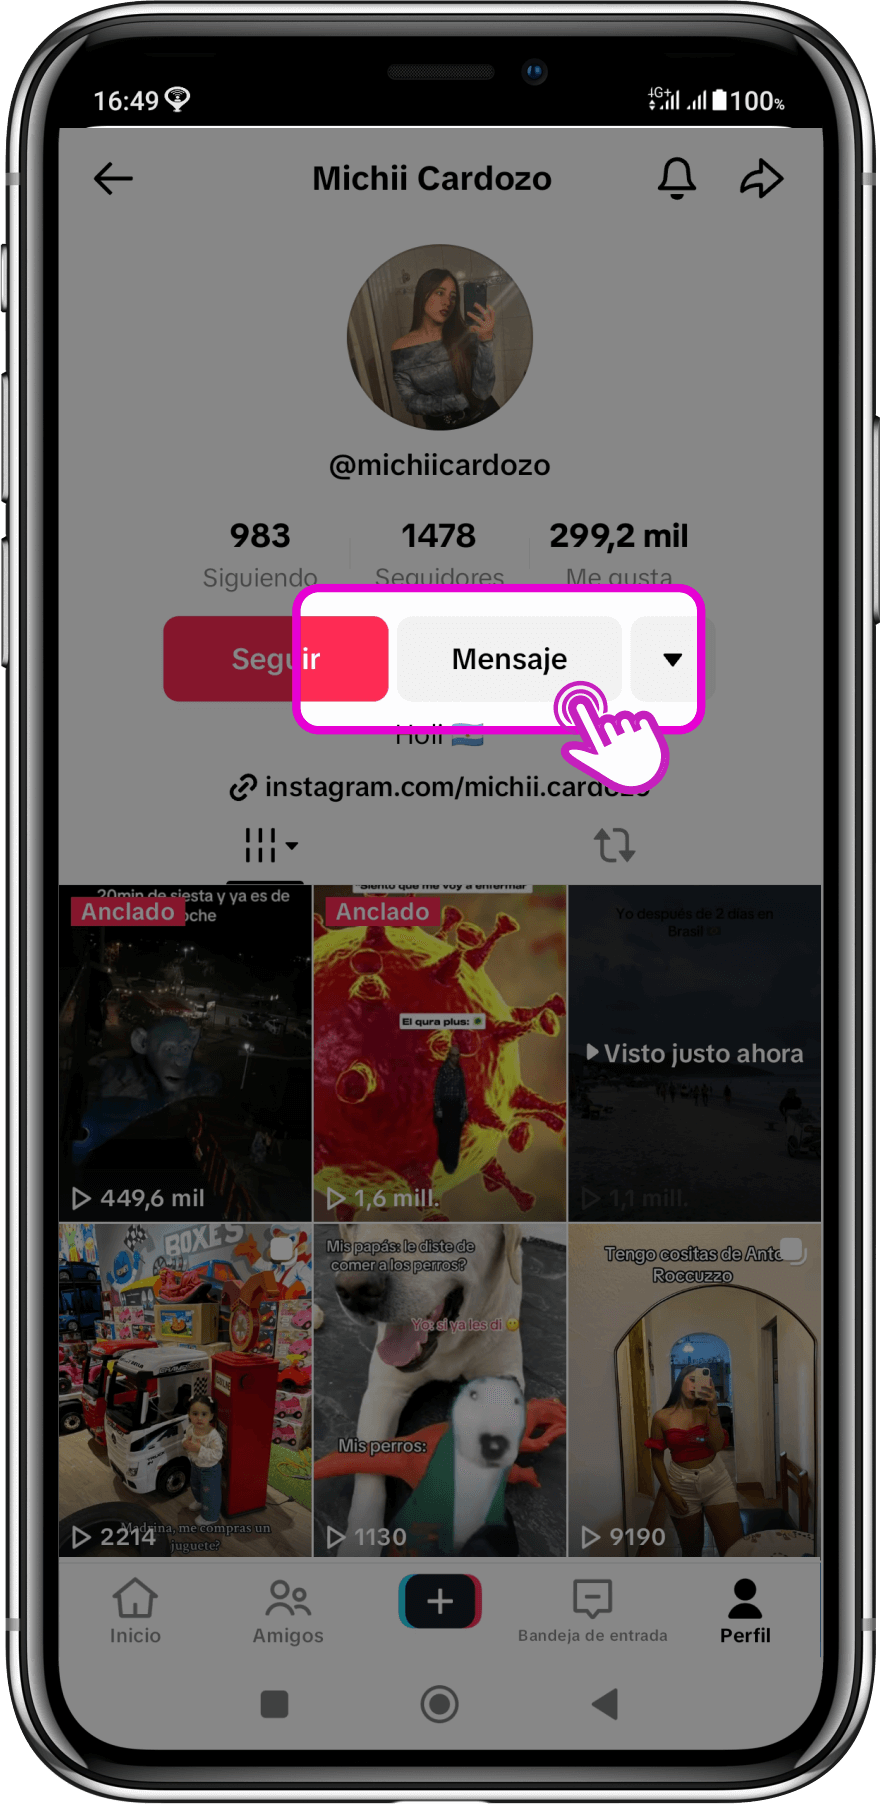 16:49
4G+
100%
Michii Cardozo
@michiicardozo
983
1478
299,2 mil
Siguiendo
Seguidores
Me gusta
Seguir
Mensaje
Holi
instagram.com/michii.cardozo
20min de siesta y ya es de
Anclado
Siento que me voy a enfermar
Anclado
El qura plus:
Yo después de 2 días en
Brasil
Visto justo ahora
449,6 mil
1,6 mill.
1,1 mill.
BOXES
Madrina, me compras un
juguete?
2214
Mis papás: le diste de
comer a los perros?
Yo: si ya les di
Mis perros:
1130
Tengo cositas de Anto
Roccuzzo
9190
Inicio
Amigos
Bandeja de entrada
Perfil